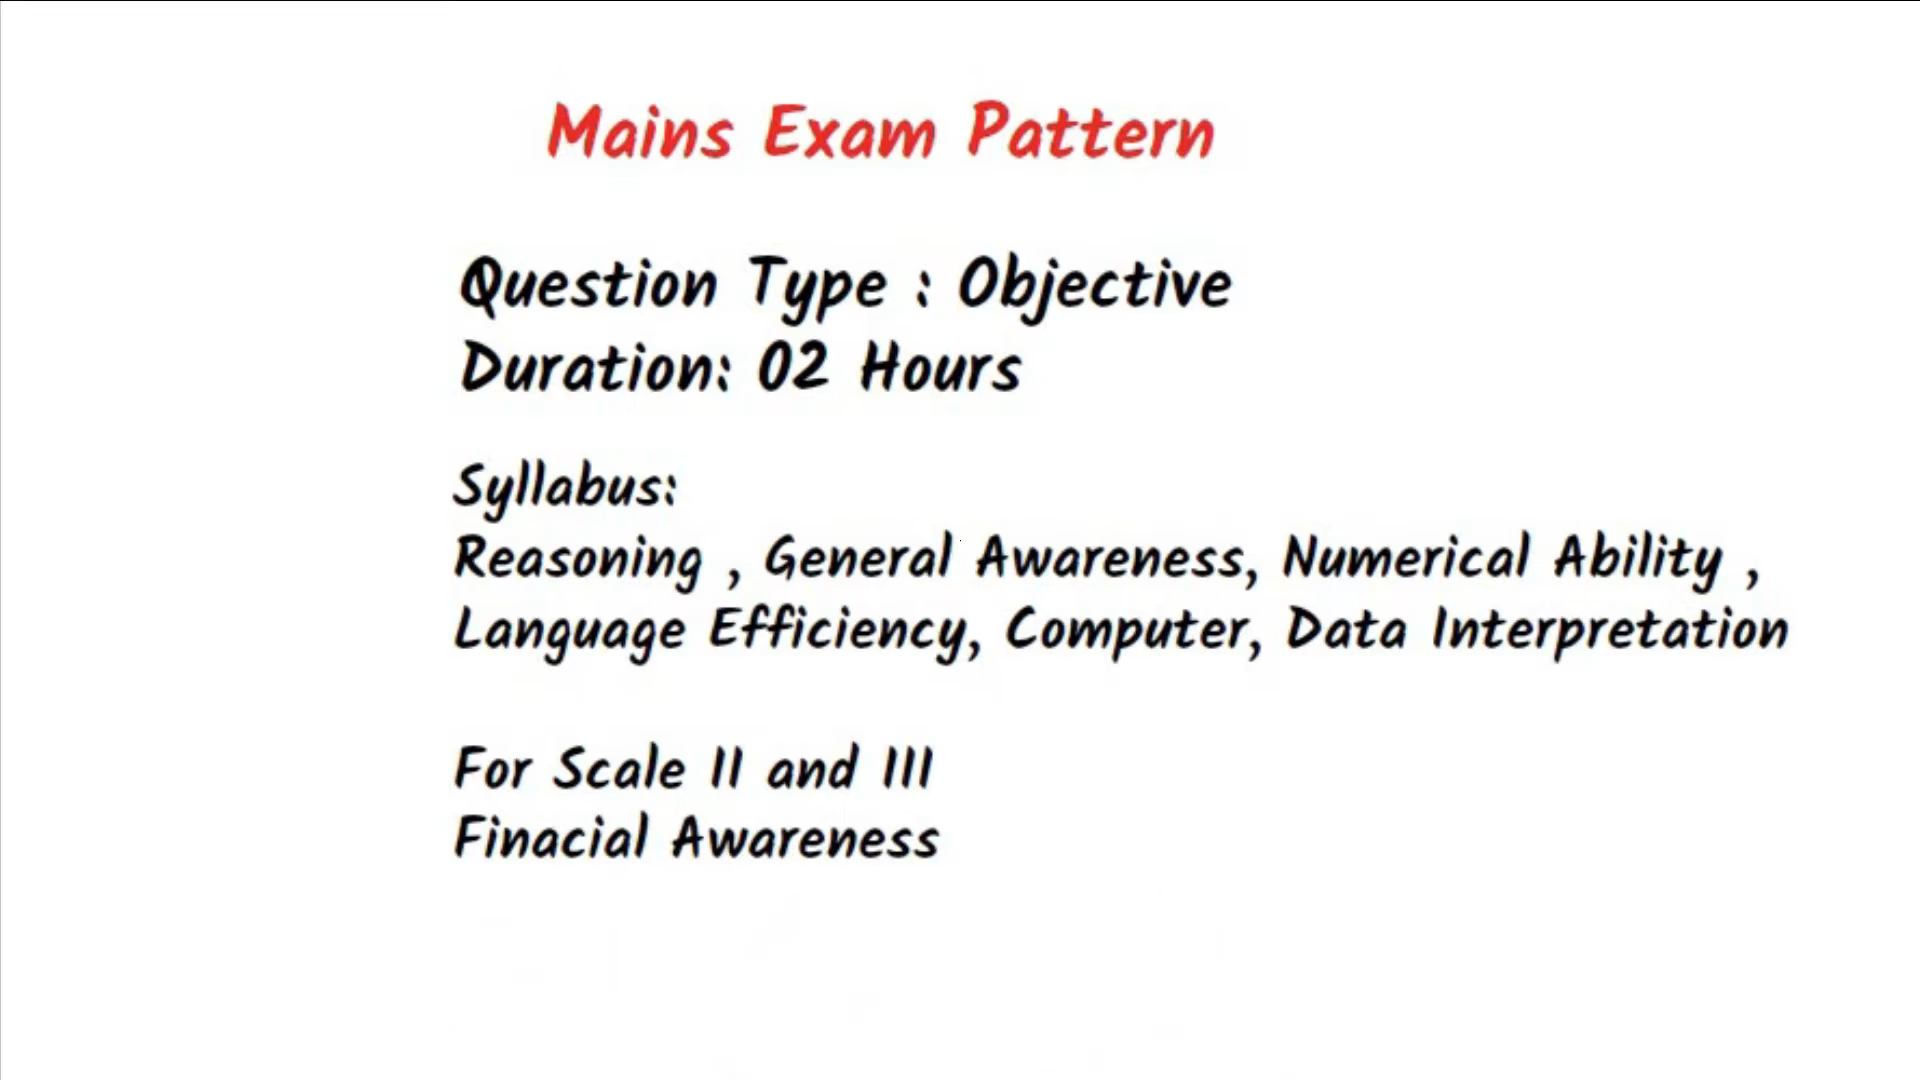 Mains Exam Pattern
Question Type : Objective
Duration: 02 Hours
Syllabus:
Reasoning , General Awareness, Numerical Ability ,
Language Efficiency, Computer, Data Interpretation
For Scale II and III
Finacial Awareness